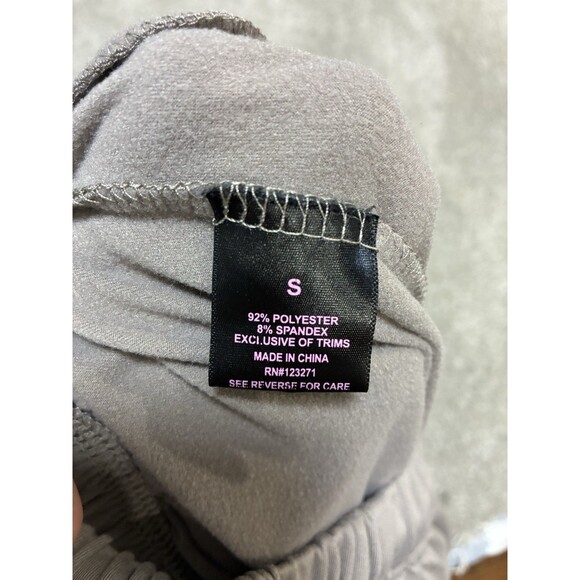 S
92% POLYESTER
8% SPANDEX
EXCLUSIVE OF TRIMS
MADE IN CHINA
RN#123271
SEE REVERSE FOR CARE